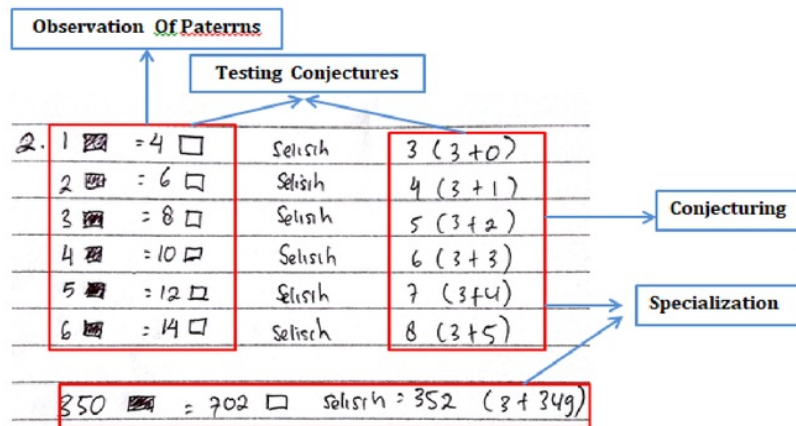 Observation Of Paterrns
Testing Conjectures
2. 1 ▨ = 4 □ Selisih 3 (3+0)
2 ▨ = 6 □ Selisih 4 (3+1)
3 ▨ = 8 □ Selisih 5 (3+2)
4 ▨ = 10 □ Selisih 6 (3+3)
5 ▨ = 12 □ Selisih 7 (3+4)
6 ▨ = 14 □ Selisih 8 (3+5)
Conjecturing
Specialization
350 ▨ = 702 □ Selisih = 352 (3 + 349)